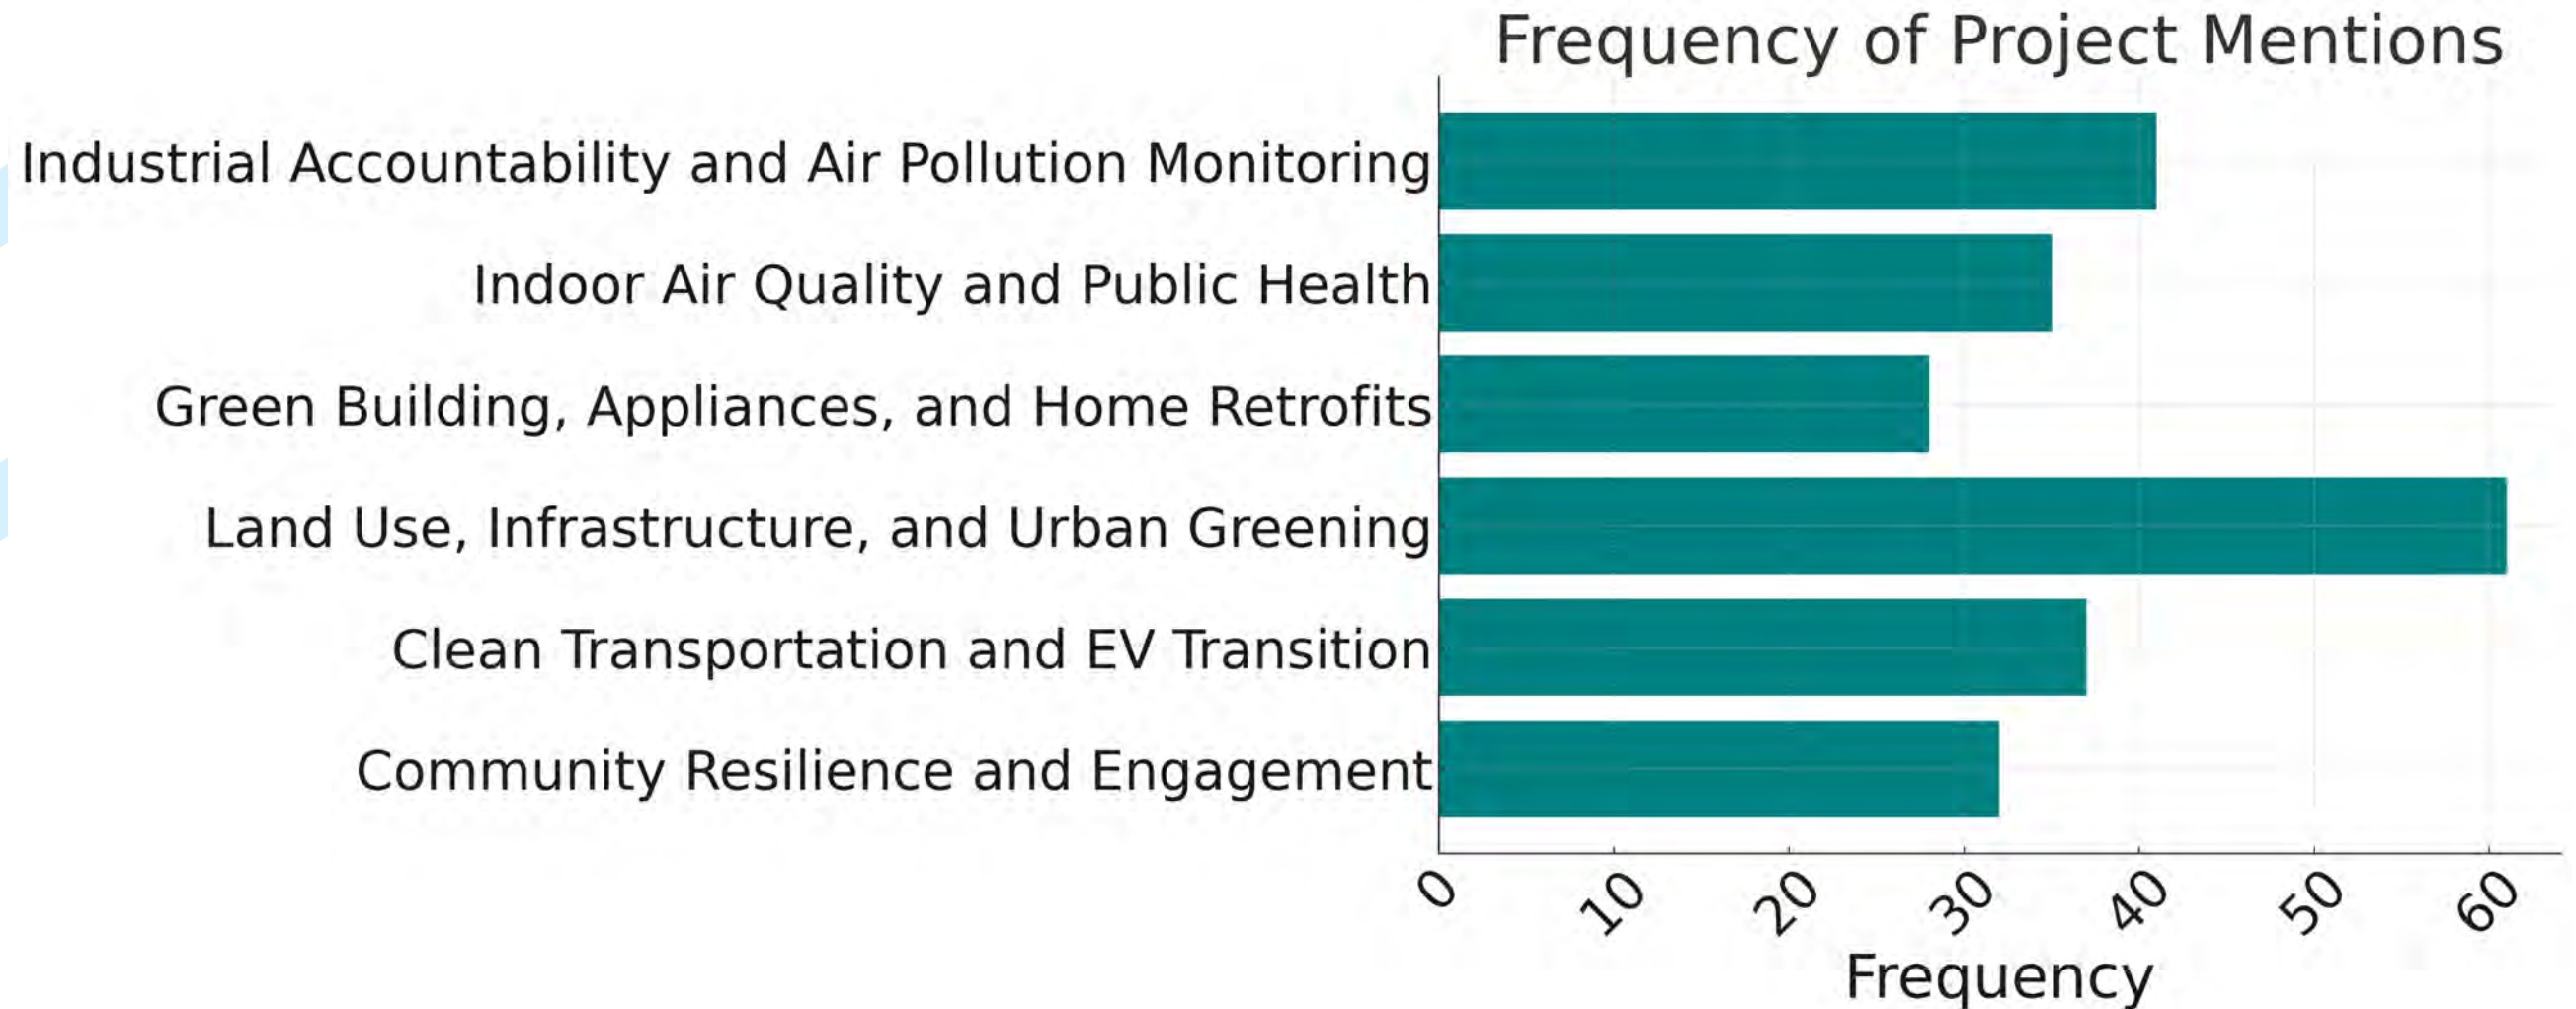 Frequency of Project Mentions
Industrial Accountability and Air Pollution Monitoring
Indoor Air Quality and Public Health
Green Building, Appliances, and Home Retrofits
Land Use, Infrastructure, and Urban Greening
Clean Transportation and EV Transition
Community Resilience and Engagement
0 10 20 30 40 50 60
Frequency